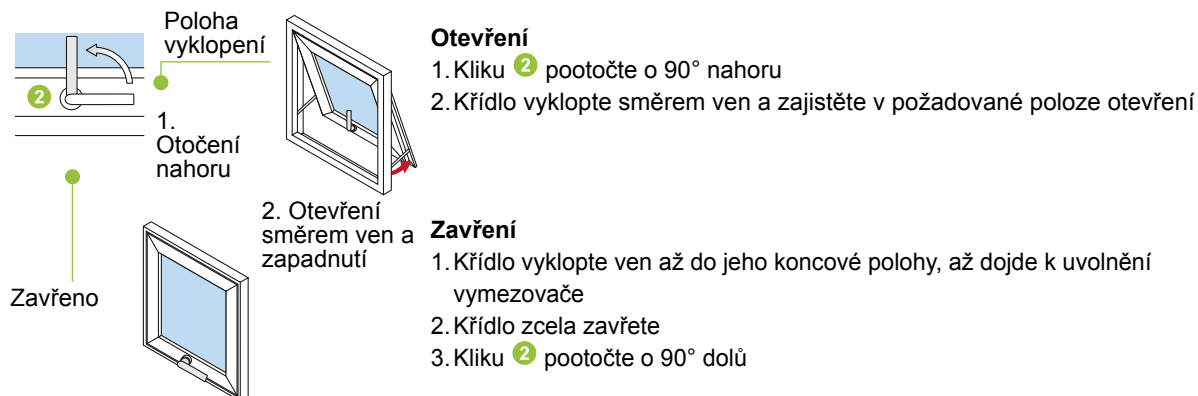 Poloha
vyklopení
2
1.
Otočení
nahoru
2. Otevření
směrem ven a
zapadnutí
Zavřeno
Otevření
1. Kliku 2 pootočte o 90° nahoru
2. Křídlo vyklopte směrem ven a zajistěte v požadované poloze otevření
Zavření
1. Křídlo vyklopte ven až do jeho koncové polohy, až dojde k uvolnění
vymezovače
2. Křídlo zcela zavřete
3. Kliku 2 pootočte o 90° dolů